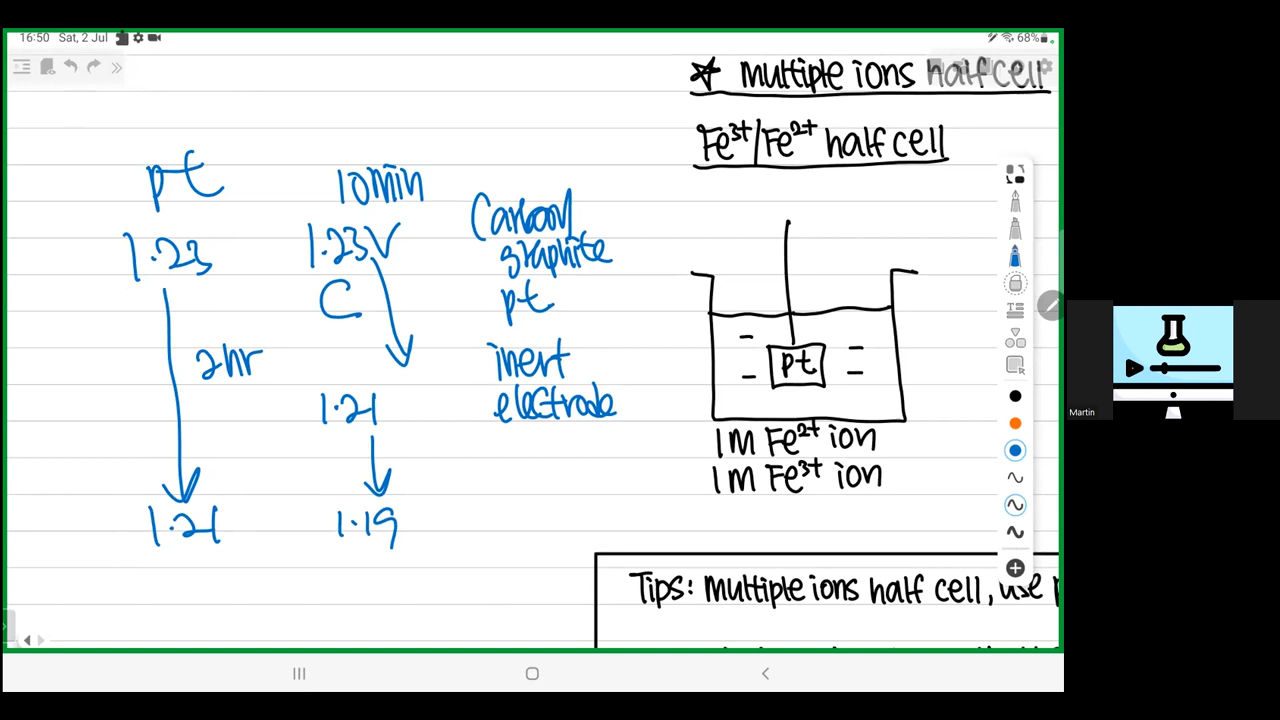 16:50 Sat, 2 Jul
68%
☆ multiple ions half cell
Fe³⁺/Fe²⁺ half cell
pt
10min
1.23
1.23V
C
Carbon
graphite
pt
2hr
inert
electrode
1.21
1.21
1.19
pt
1M Fe²⁺ ion
1M Fe³⁺ ion
Tips: multiple ions half cell, use
Martin